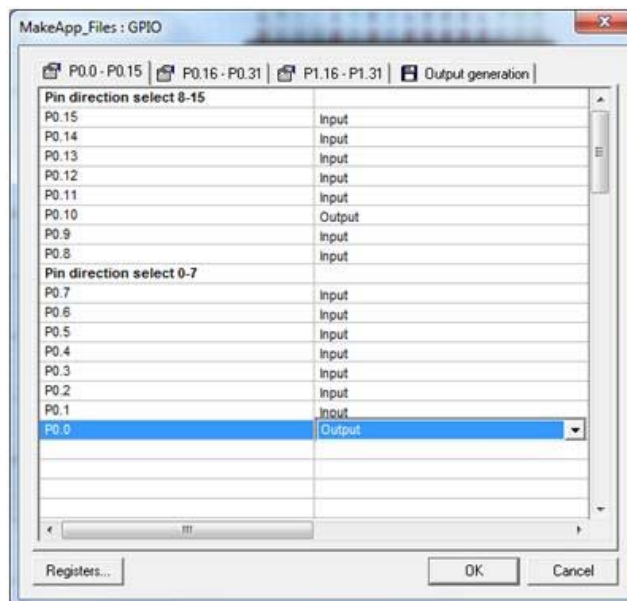 MakeApp_Files : GPIO
P0.0 - P0.15 P0.16 - P0.31 P1.16 - P1.31 Output generation
Pin direction select 8-15
P0.15 Input
P0.14 Input
P0.13 Input
P0.12 Input
P0.11 Input
P0.10 Output
P0.9 Input
P0.8 Input
Pin direction select 0-7
P0.7 Input
P0.6 Input
P0.5 Input
P0.4 Input
P0.3 Input
P0.2 Input
P0.1 Input
P0.0 Output
Registers... OK Cancel